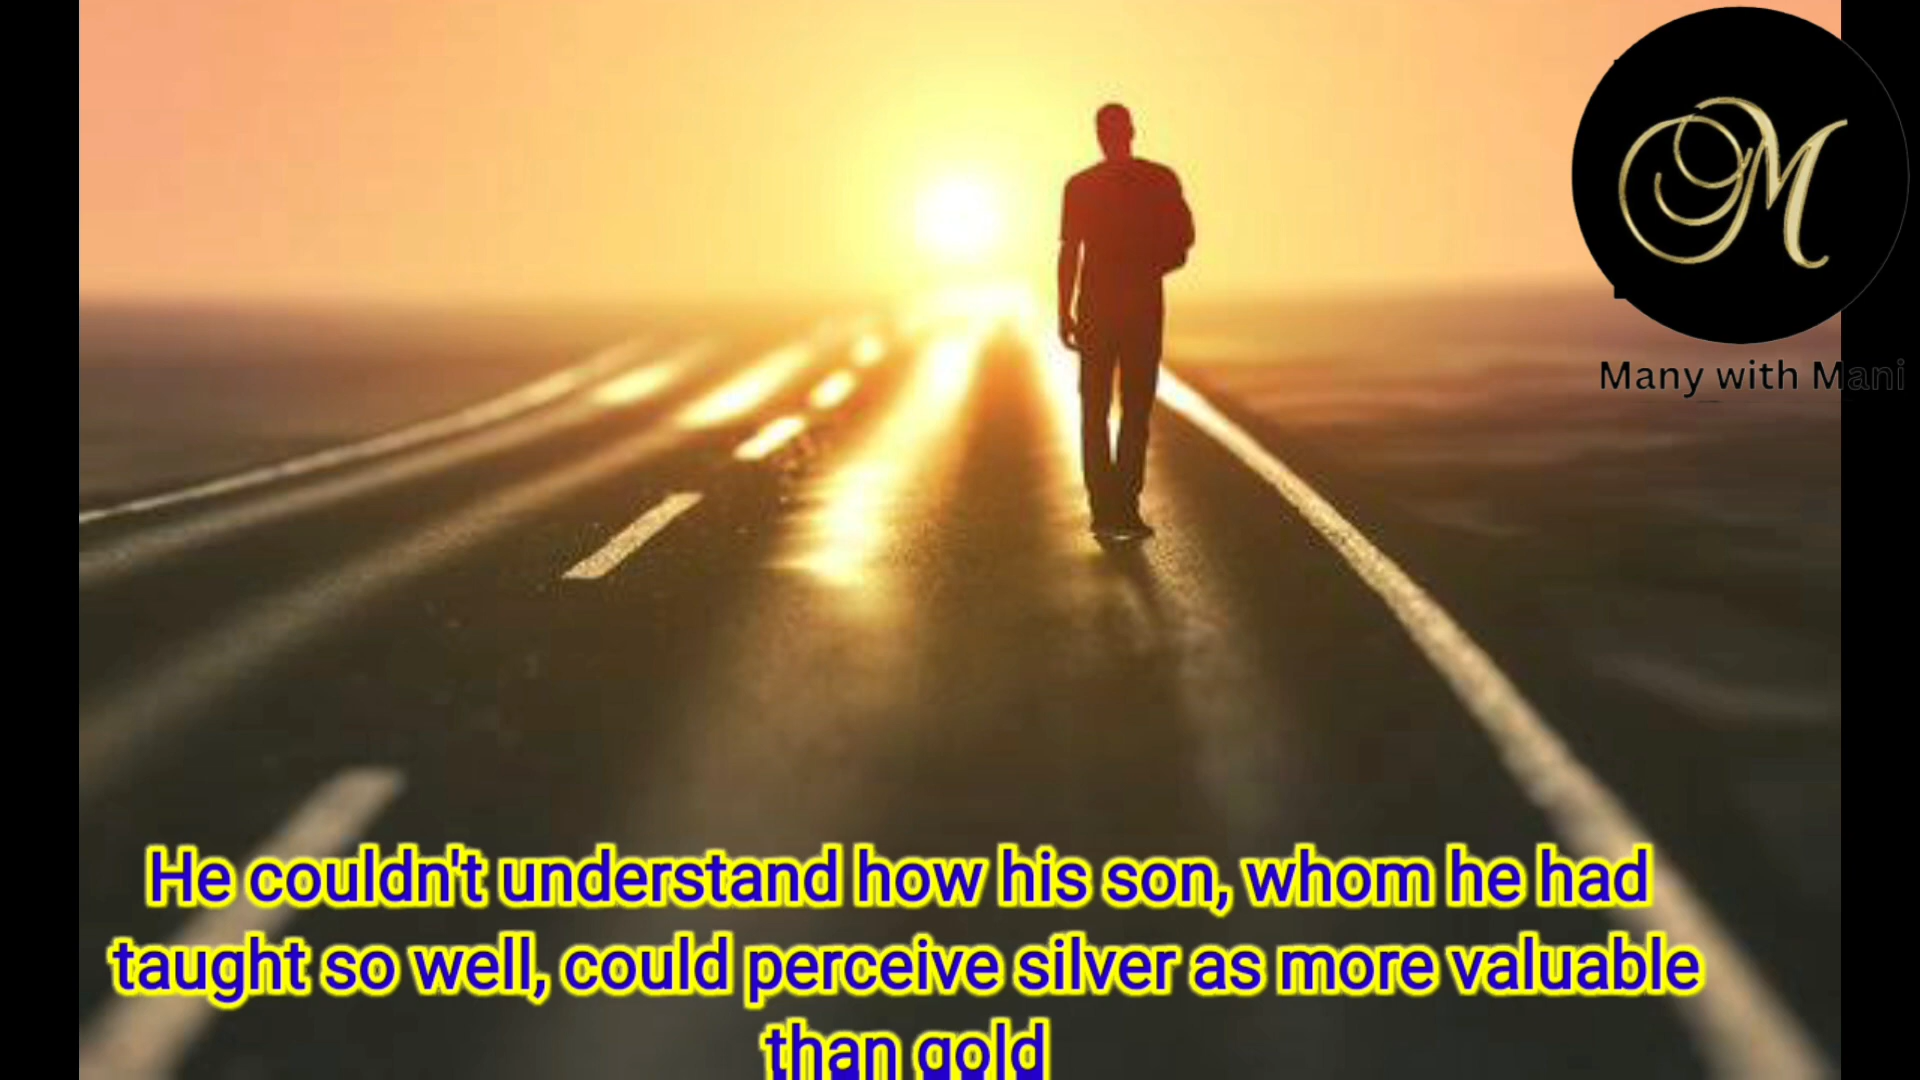 M
Many with Mani
He couldn't understand how his son, whom he had
taught so well, could perceive silver as more valuable
than gold